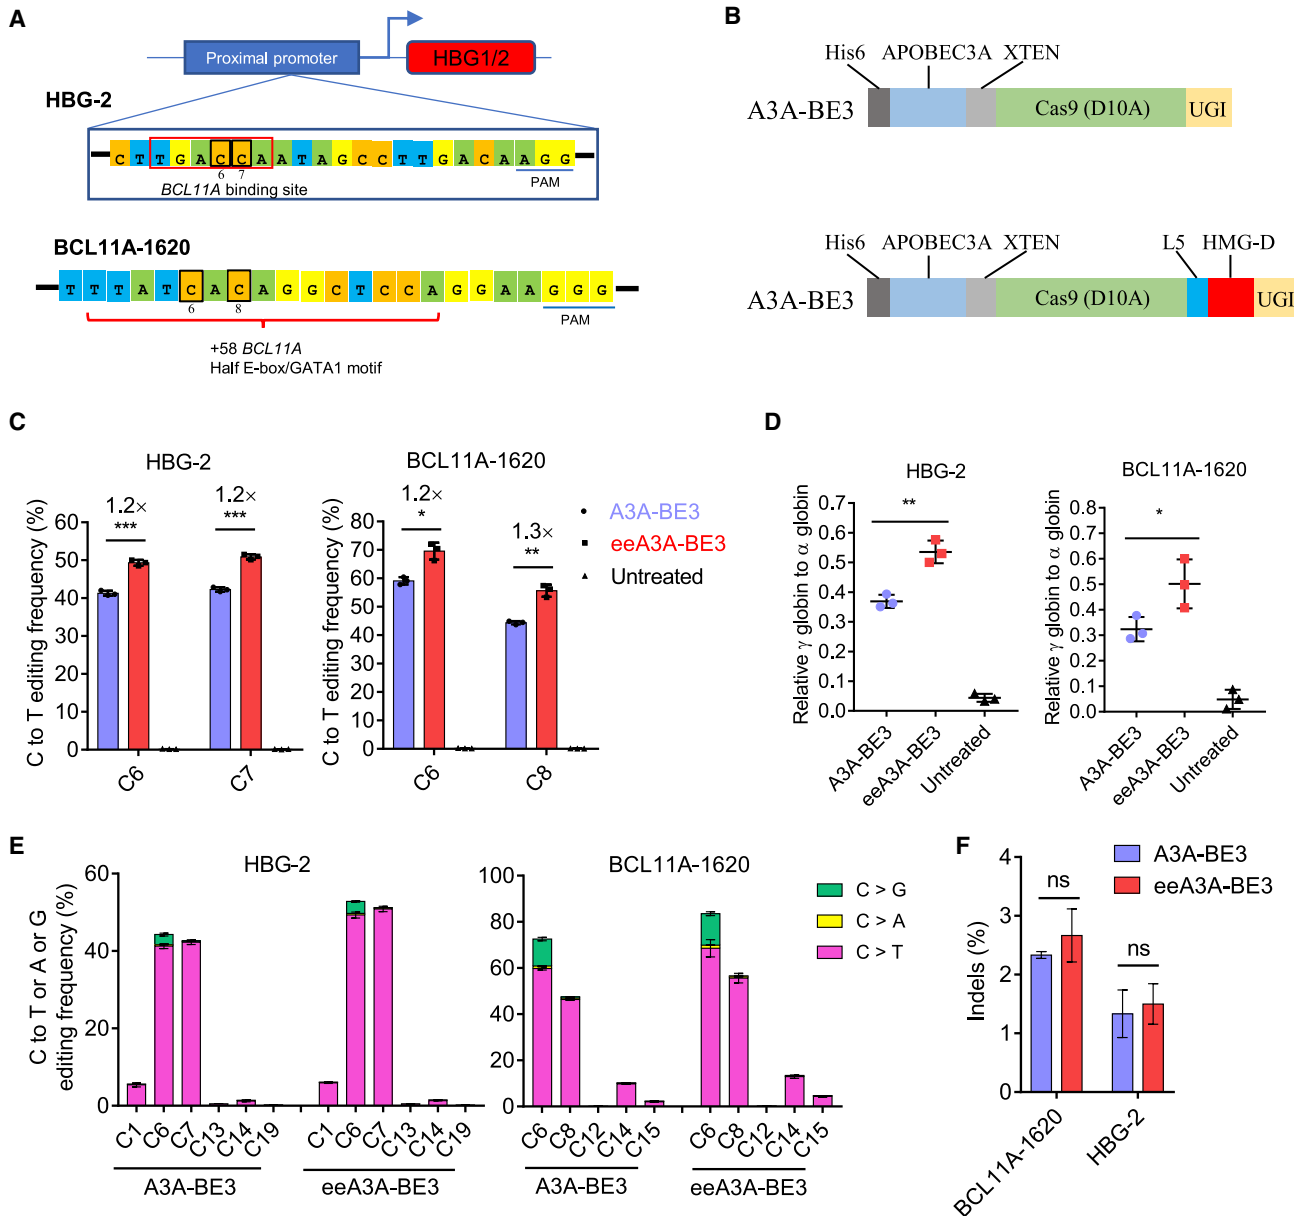 A
Proximal promoter
HBG1/2
HBG-2
C T T G A C C A A T A G C C T T G A C A A G G
6 7
BCL11A binding site
PAM
BCL11A-1620
T T T A T C A C A G G C T C C A G G A A G G G
6 8
PAM
+58 BCL11A
Half E-box/GATA1 motif
B
His6 APOBEC3A XTEN
A3A-BE3
Cas9 (D10A)
UGI
His6 APOBEC3A XTEN L5 HMG-D
A3A-BE3
Cas9 (D10A)
UGI
C
HBG-2
C to T editing frequency (%)
60
50
40
30
20
10
0
1.2×
***
1.2×
***
C6
C7
BCL11A-1620
C to T editing frequency (%)
80
70
60
50
40
30
20
10
0
1.2×
*
1.3×
**
C6
C8
A3A-BE3
eeA3A-BE3
Untreated
D
HBG-2
Relative γ globin to α globin
0.7
0.6
0.5
0.4
0.3
0.2
0.1
0.0
**
A3A-BE3
eeA3A-BE3
Untreated
BCL11A-1620
Relative γ globin to α globin
0.8
0.7
0.6
0.5
0.4
0.3
0.2
0.1
0.0
*
A3A-BE3
eeA3A-BE3
Untreated
E
HBG-2
C to T or A or G
editing frequency (%)
60
40
20
0
C1 C6 C7 C13 C14 C19
C1 C6 C7 C13 C14 C19
A3A-BE3
eeA3A-BE3
BCL11A-1620
100
80
60
40
20
0
C6 C8 C12 C14 C15
C6 C8 C12 C14 C15
A3A-BE3
eeA3A-BE3
C > G
C > A
C > T
F
A3A-BE3
eeA3A-BE3
Indels (%)
4
3
2
1
0
ns
ns
BCL11A-1620
HBG-2